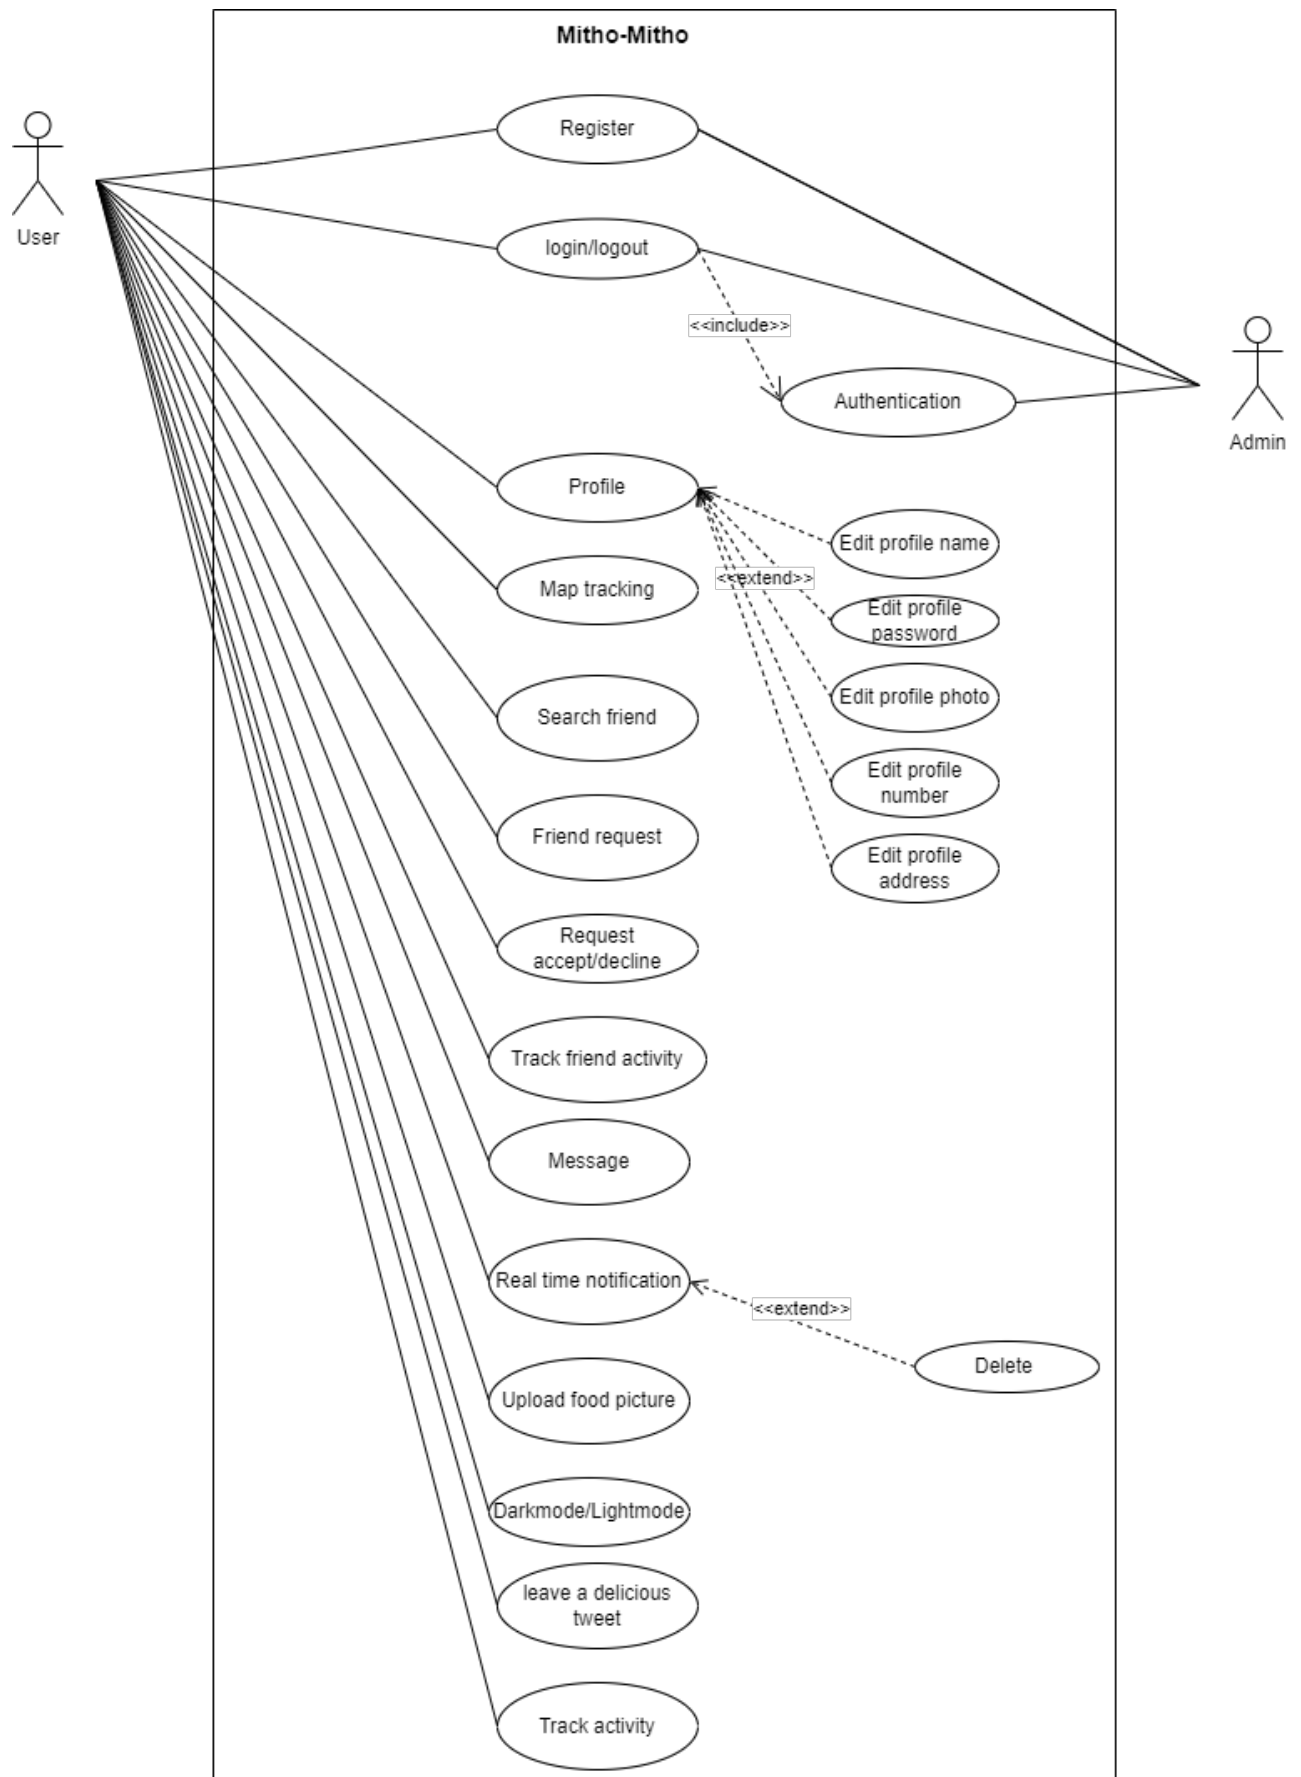 Mitho-Mitho
Register
User
login/logout
<<include>>
Authentication
Admin
Profile
Edit profile name
<<extend>>
Map tracking
Edit profile
password
Edit profile photo
Search friend
Edit profile
number
Friend request
Edit profile
address
Request
accept/decline
Track friend activity
Message
Real time notification
<<extend>>
Delete
Upload food picture
Darkmode/Lightmode
leave a delicious
tweet
Track activity